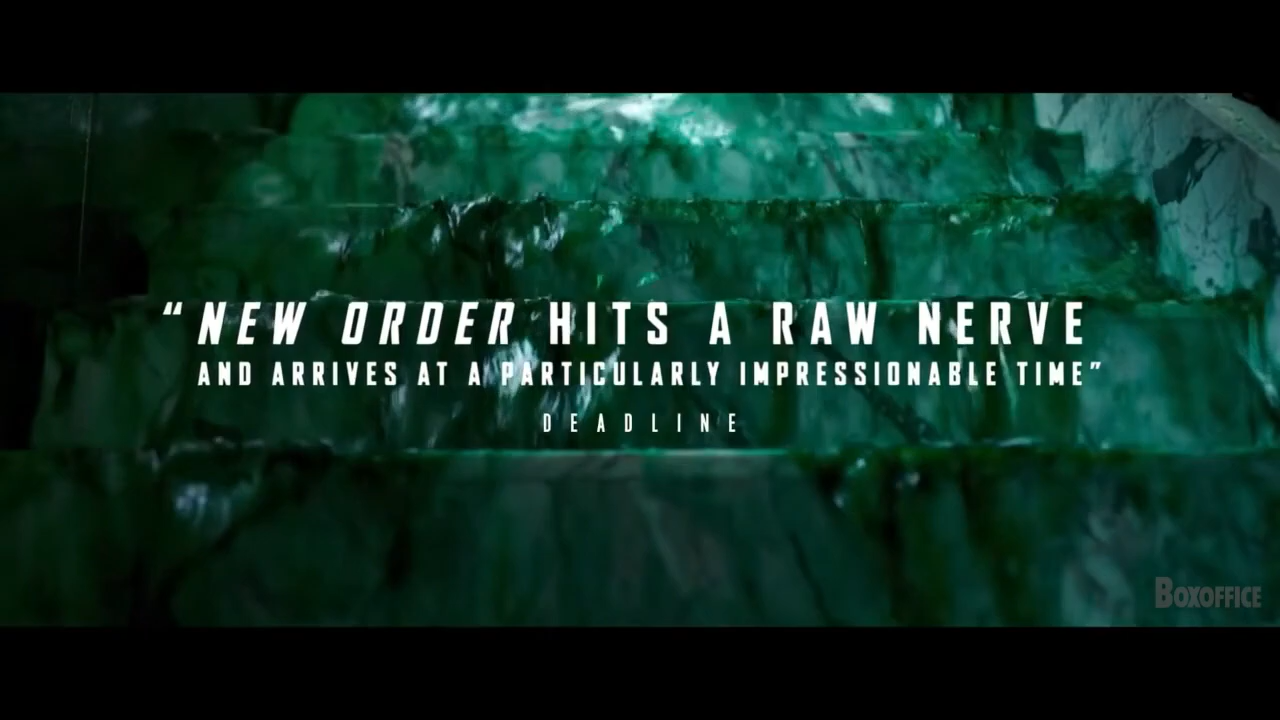 “NEW ORDER HITS A RAW NERVE
AND ARRIVES AT A PARTICULARLY IMPRESSIONABLE TIME”
DEADLINE
BOXOFFICE